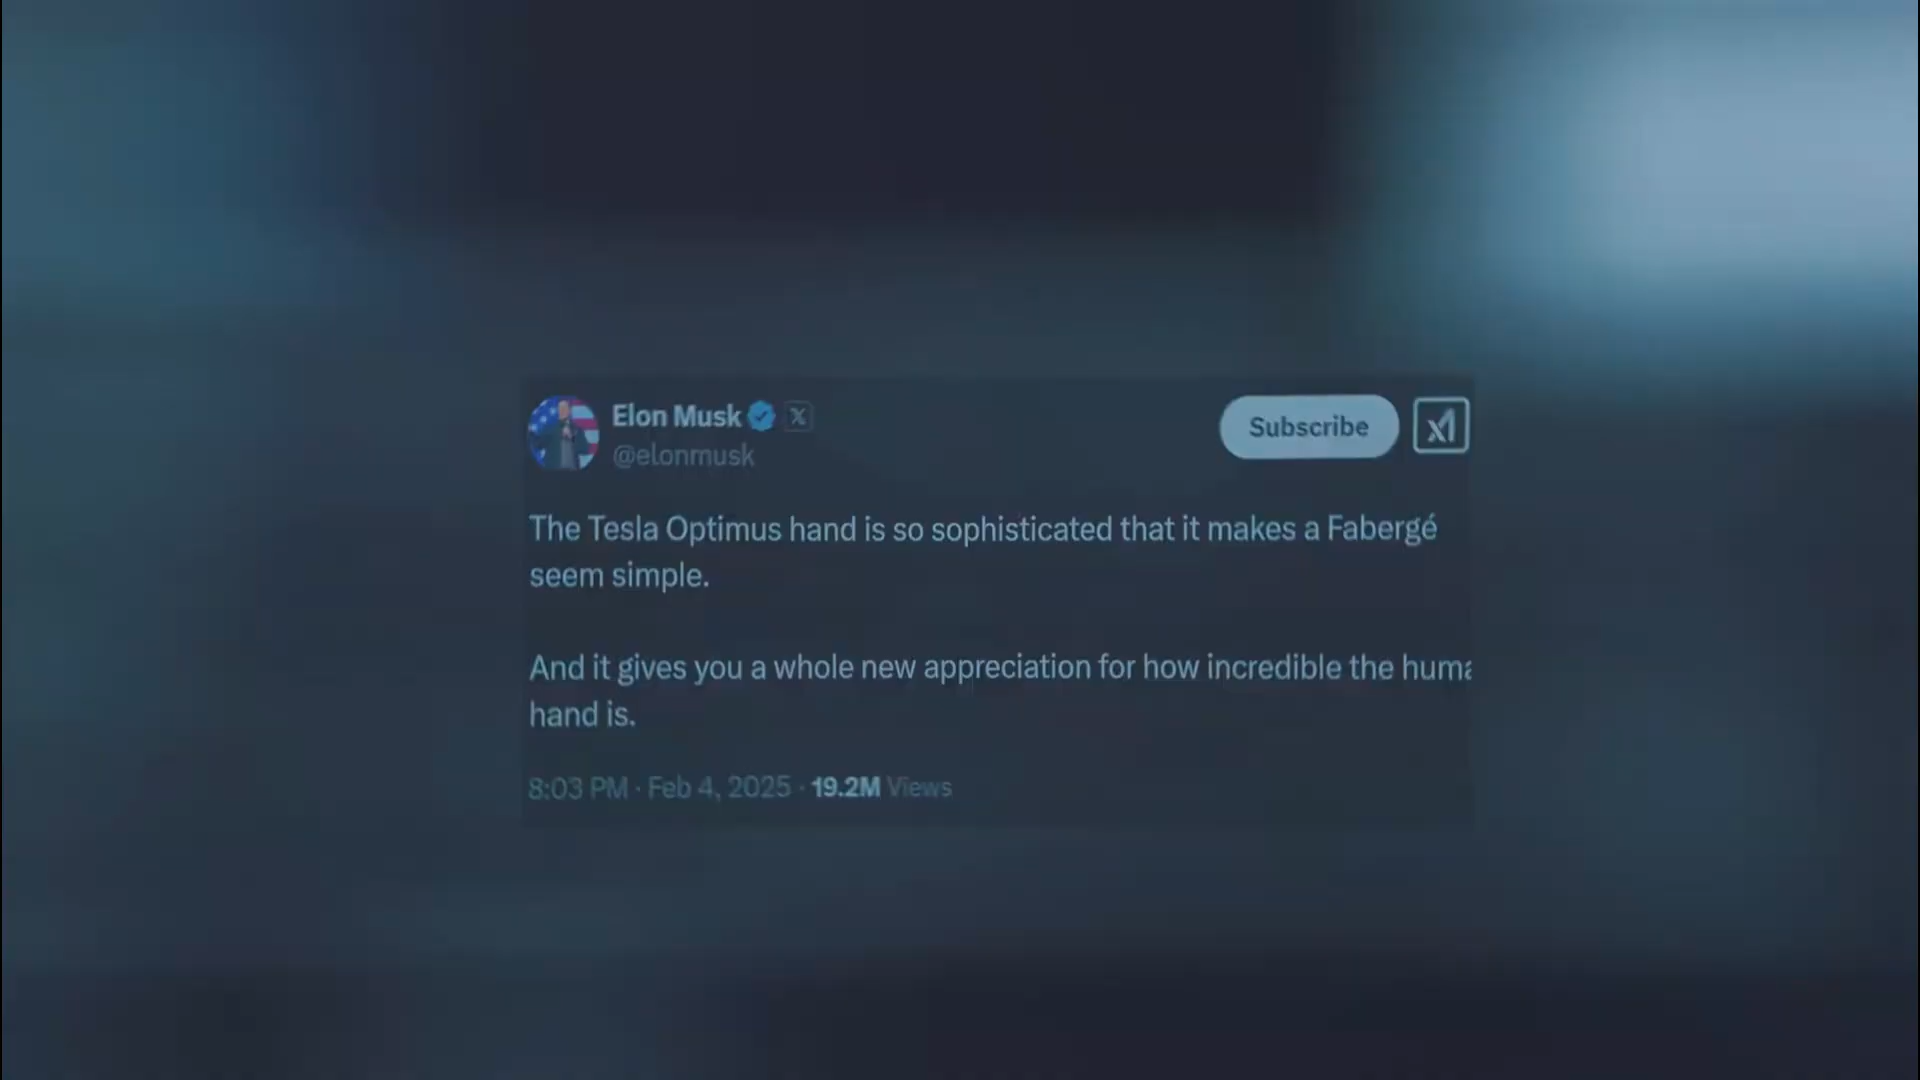 Elon Musk
@elonmusk
Subscribe
The Tesla Optimus hand is so sophisticated that it makes a Fabergé
seem simple.
And it gives you a whole new appreciation for how incredible the huma
hand is.
8:03 PM · Feb 4, 2025 · 19.2M Views